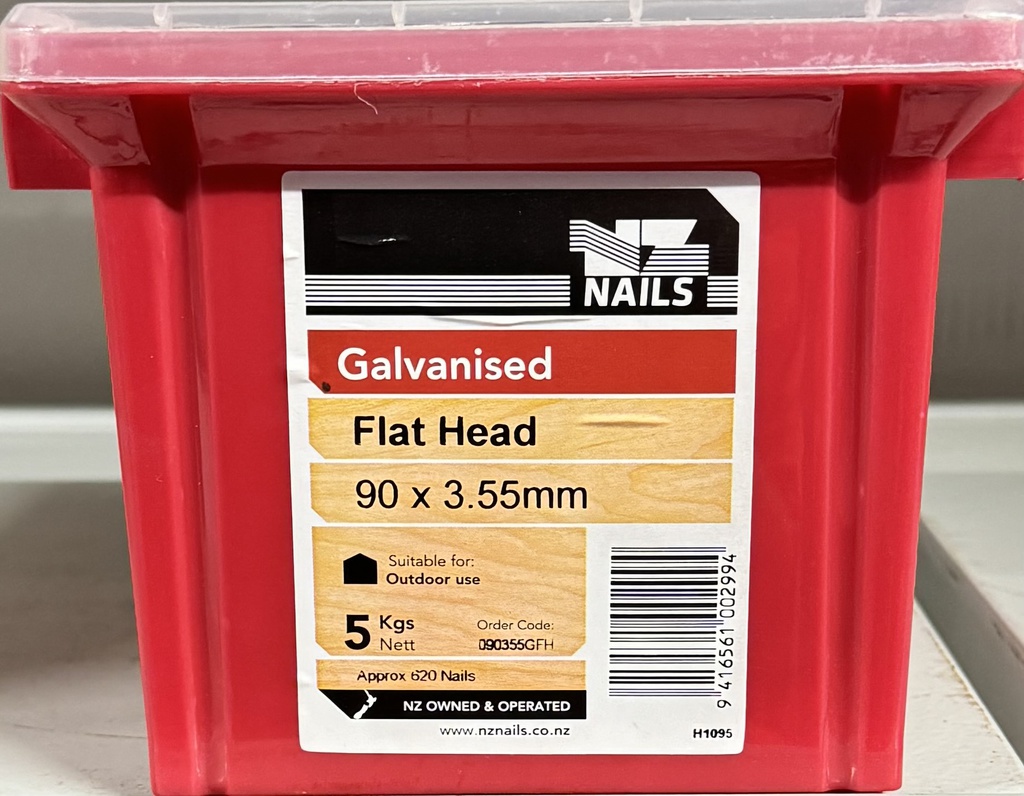 NZ
NAILS
Galvanised
Flat Head
90 x 3.55mm
Suitable for:
Outdoor use
5 Kgs
Nett
Order Code:
090355GFH
Approx 620 Nails
NZ OWNED & OPERATED
www.nznails.co.nz
9 416561 002994
H1095